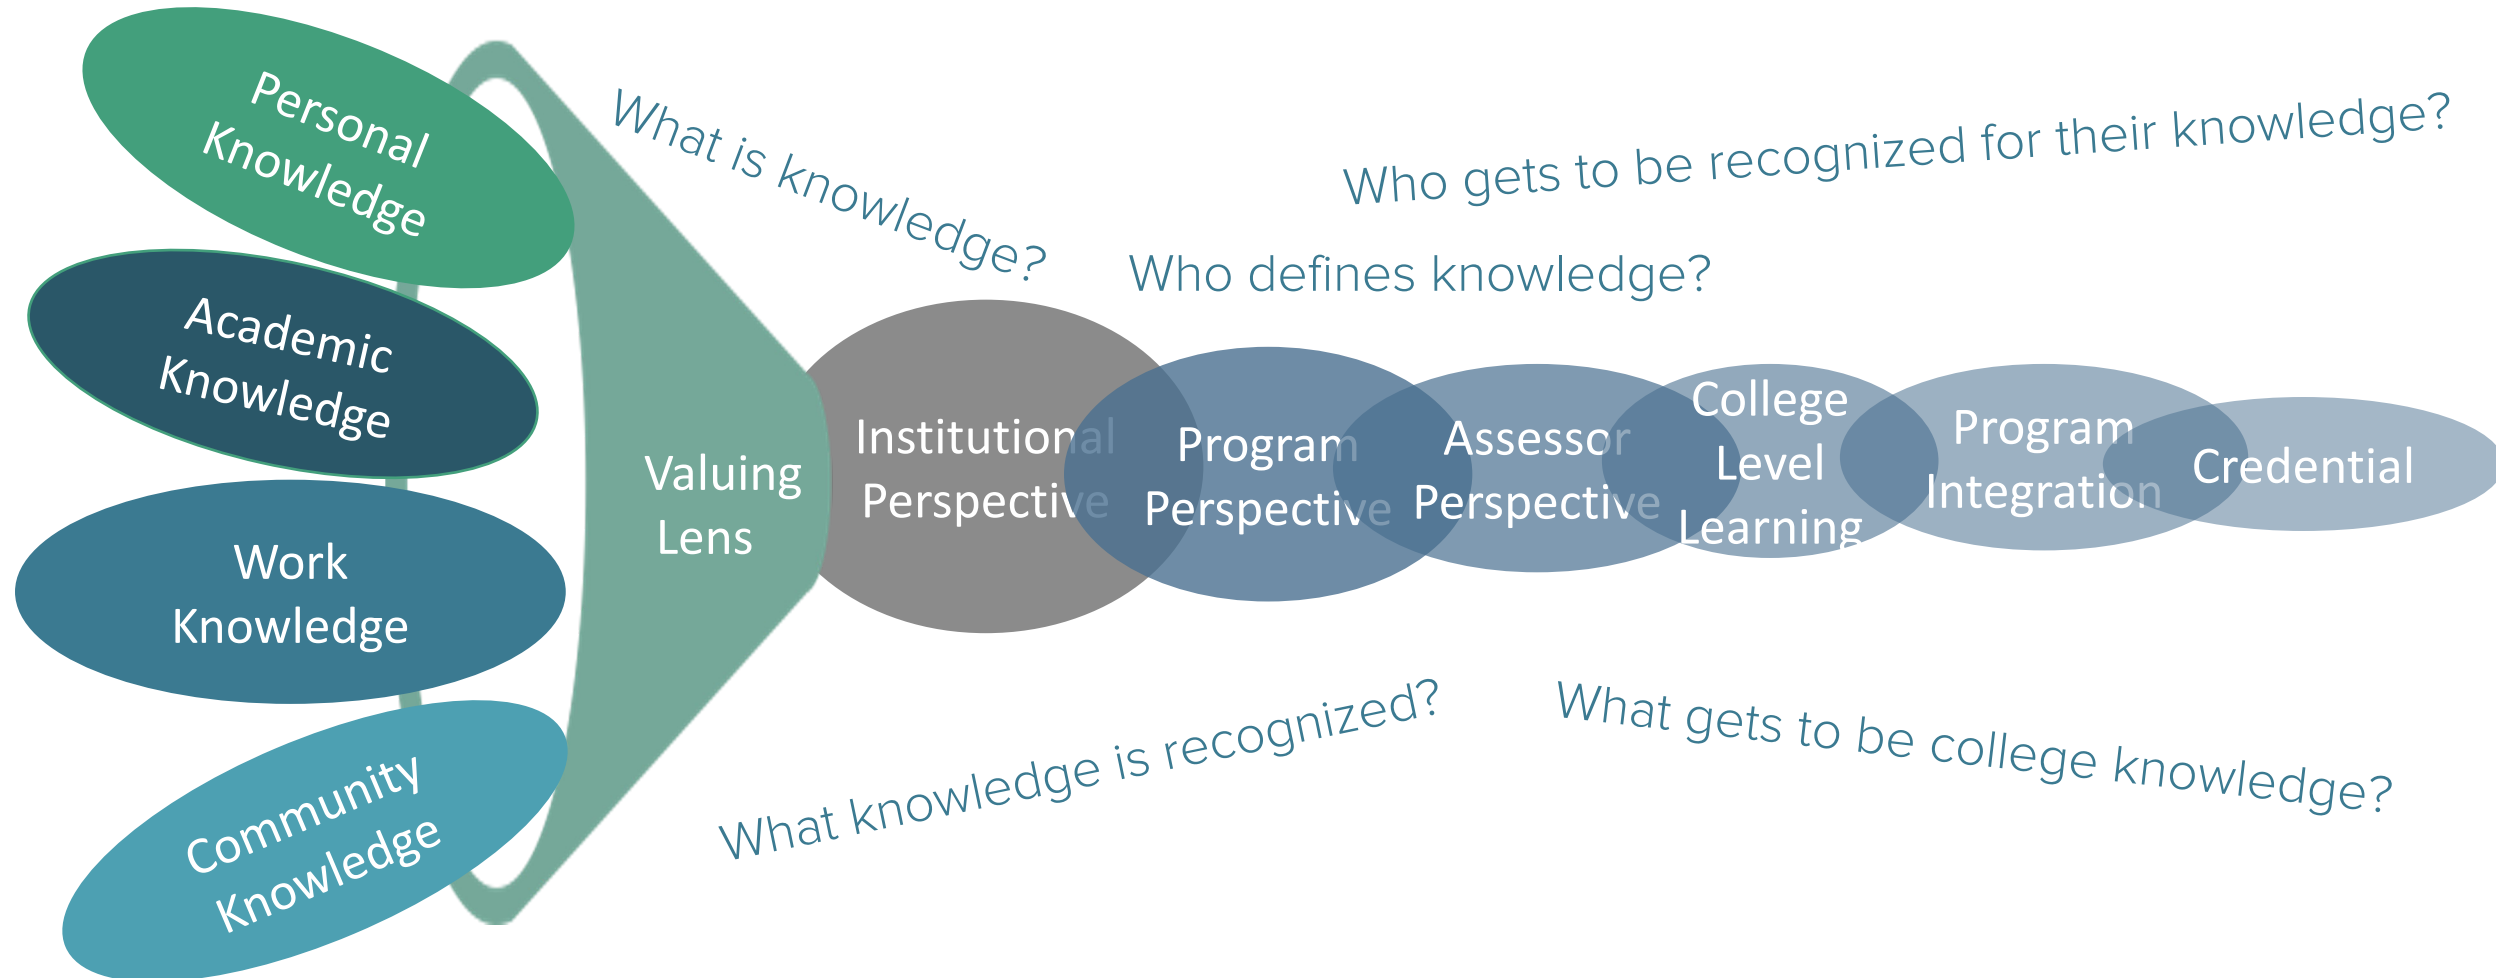 Personal
Knowledge
Academic
Knowledge
Work
Knowledge
Community
Knowledge
Valuing
Lens
What is knowledge?
Who defines knowledge?
Who gets to be recognized for their knowledge?
Institutional
Perspective
Program
Perspective
Assessor
Perspective
College
Level
Learning
Program
Integration
Credential
What knowledge is recognized?
What gets to be college knowledge?